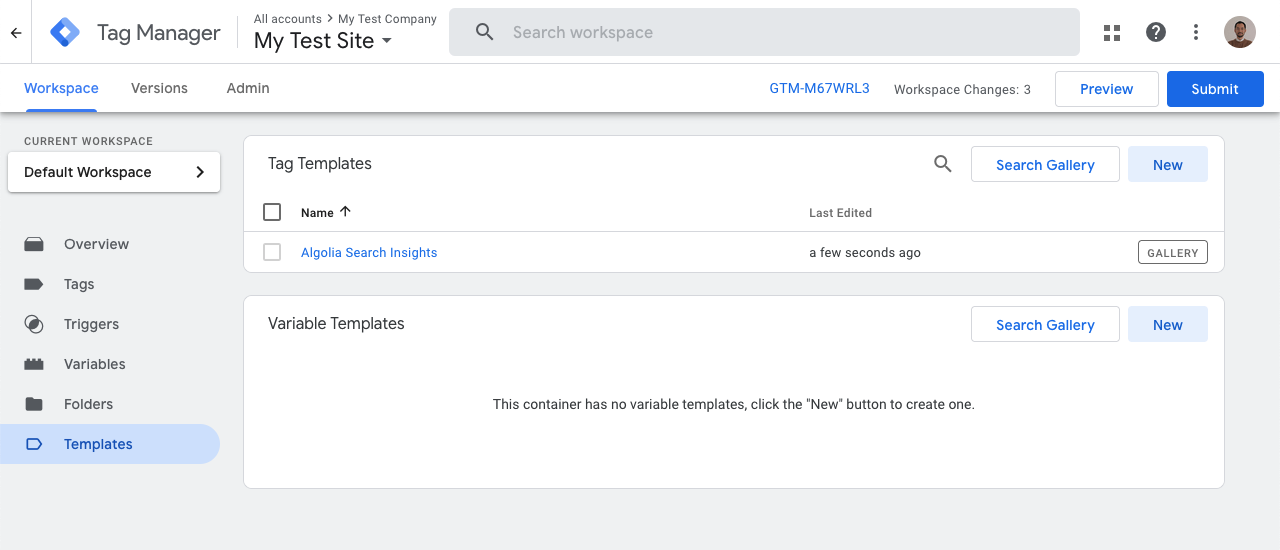 Tag Manager
All accounts > My Test Company
My Test Site
Search workspace
Workspace Versions Admin
GTM-M67WRL3 Workspace Changes: 3 Preview Submit
CURRENT WORKSPACE
Default Workspace
Overview
Tags
Triggers
Variables
Folders
Templates
Tag Templates Search Gallery New
Name Last Edited
Algolia Search Insights a few seconds ago GALLERY
Variable Templates Search Gallery New
This container has no variable templates, click the "New" button to create one.